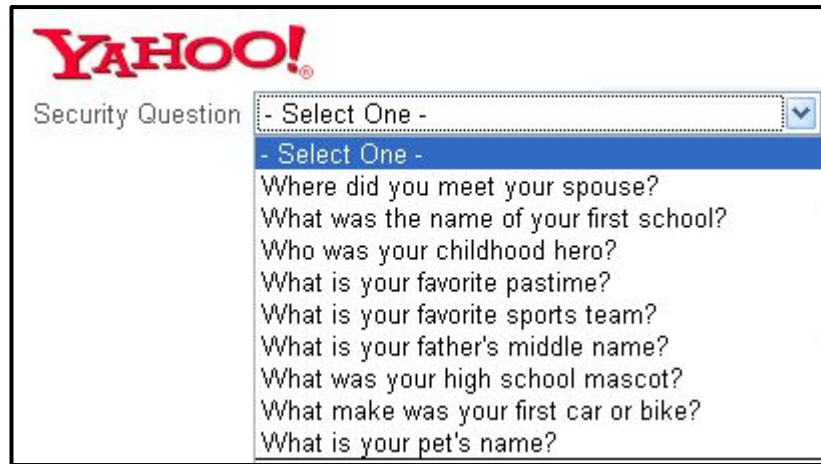 YAHOO!®
Security Question - Select One -
- Select One -
Where did you meet your spouse?
What was the name of your first school?
Who was your childhood hero?
What is your favorite pastime?
What is your favorite sports team?
What is your father's middle name?
What was your high school mascot?
What make was your first car or bike?
What is your pet's name?